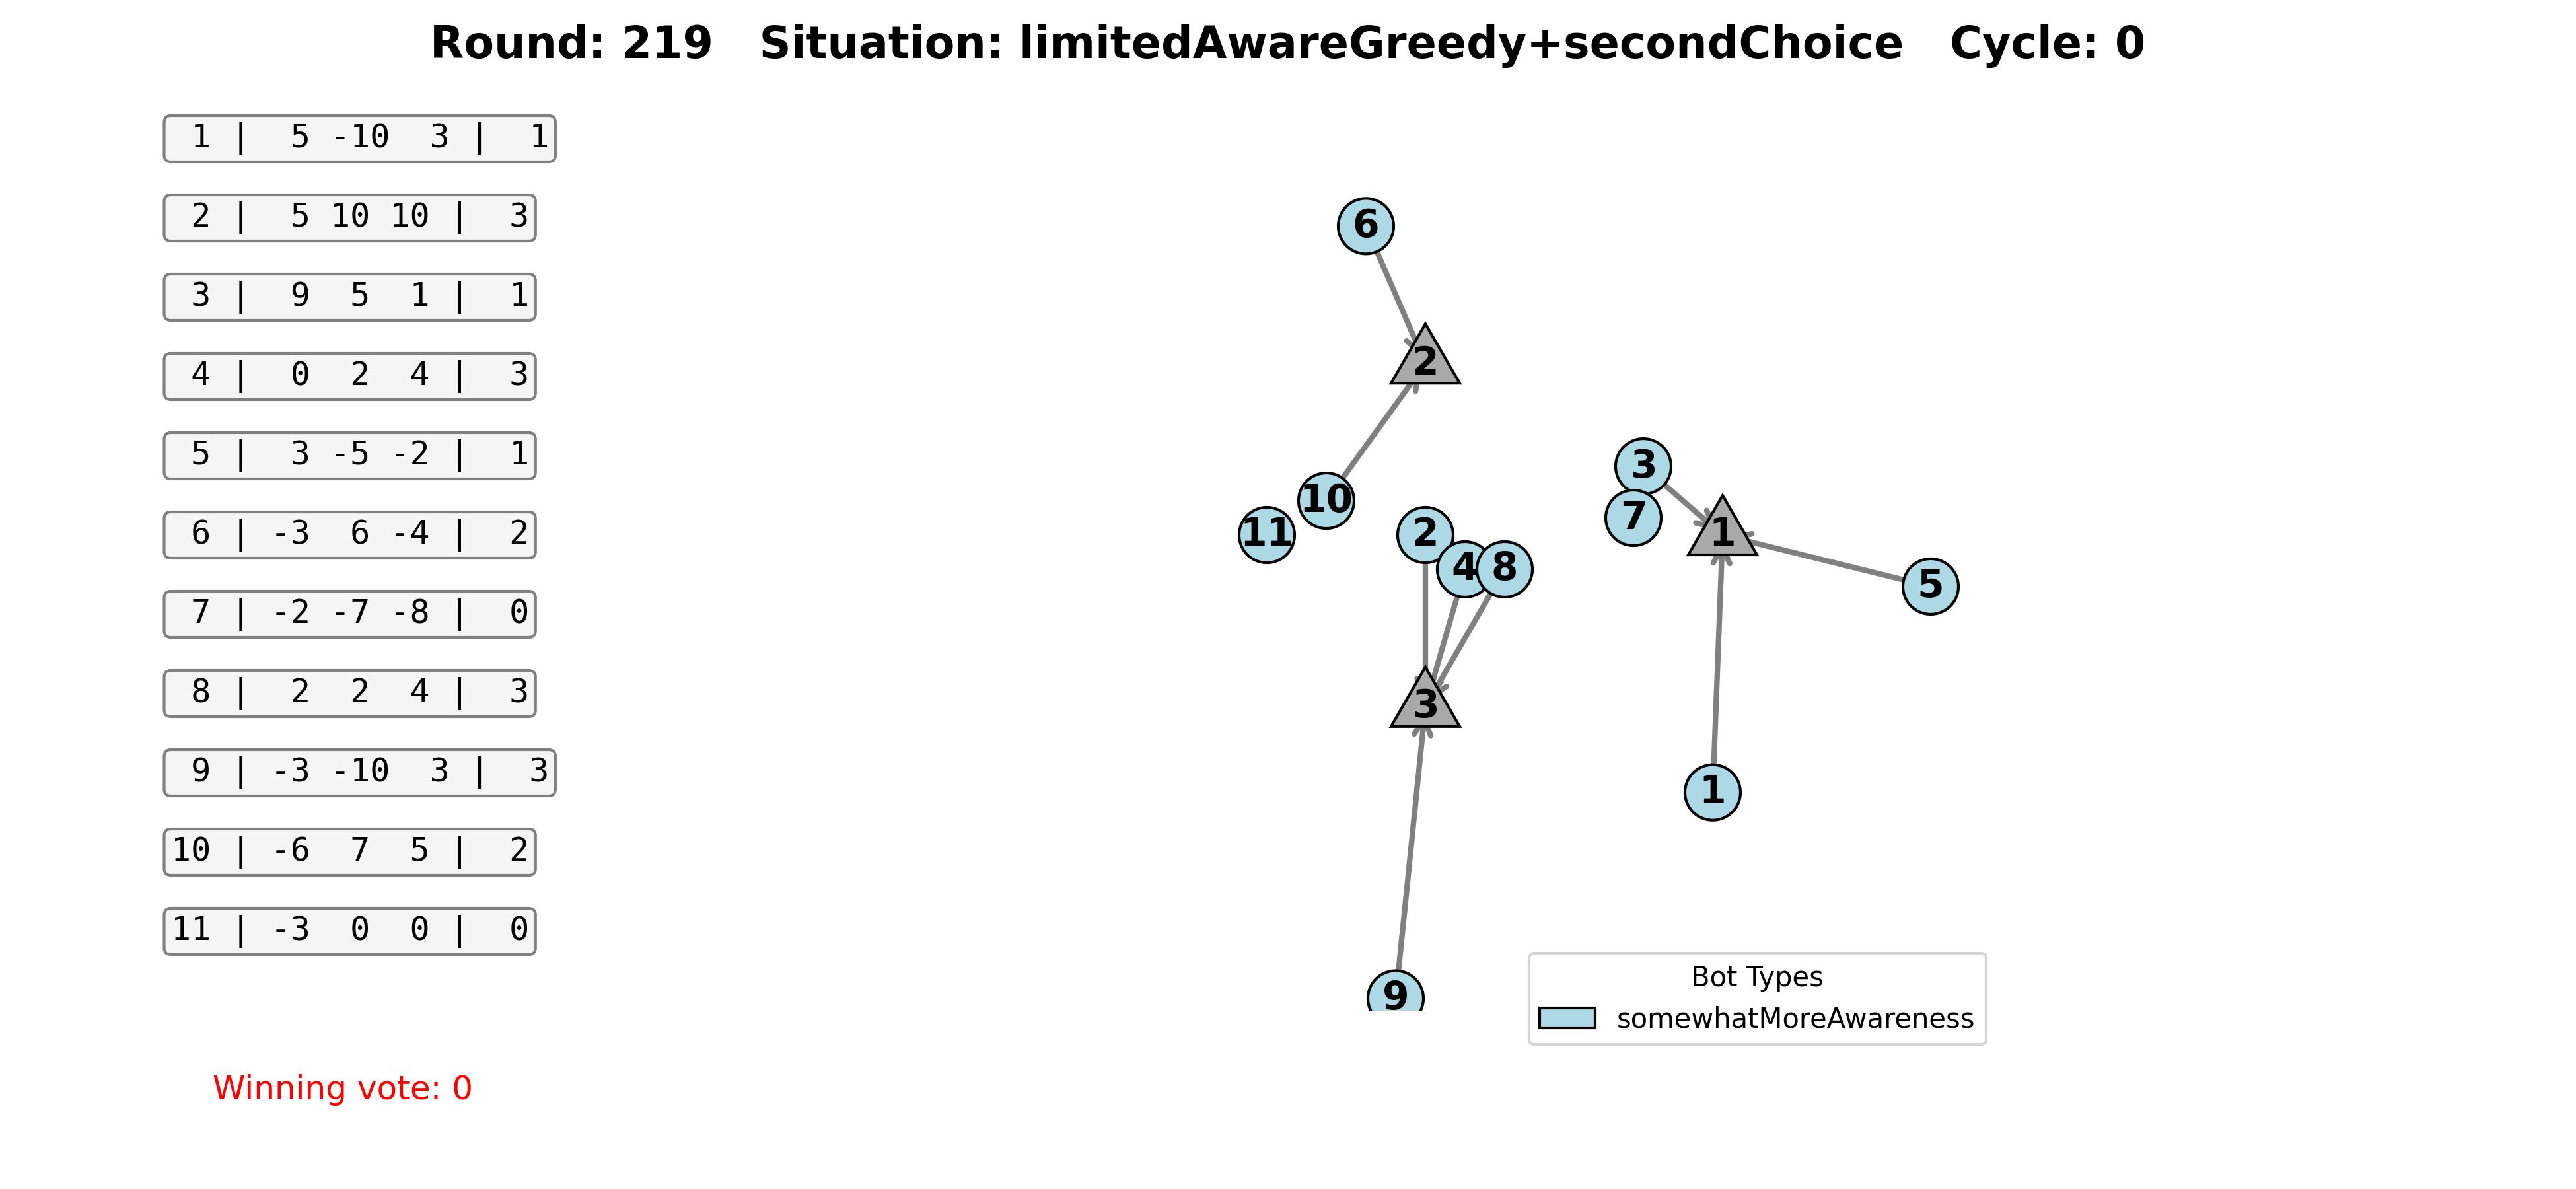 Round: 219   Situation: limitedAwareGreedy+secondChoice   Cycle: 0
1 |  5 -10  3 |  1
2 |  5 10 10 |  3
3 |  9  5  1 |  1
4 |  0  2  4 |  3
5 |  3 -5 -2 |  1
6 | -3  6 -4 |  2
7 | -2 -7 -8 |  0
8 |  2  2  4 |  3
9 | -3 -10  3 |  3
10 | -6  7  5 |  2
11 | -3  0  0 |  0
Winning vote: 0
6
2
3
10
7
11
2
1
4
8
5
3
1
9
Bot Types
somewhatMoreAwareness